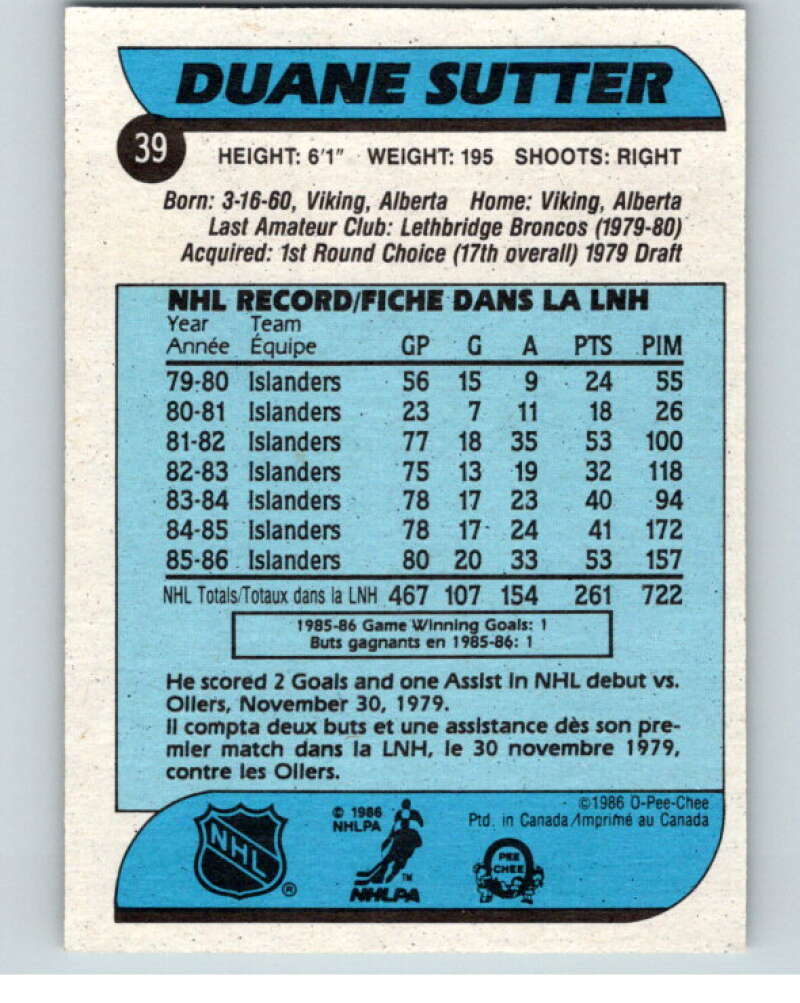 DUANE SUTTER
39
HEIGHT: 6'1" WEIGHT: 195 SHOOTS: RIGHT
Born: 3-16-60, Viking, Alberta Home: Viking, Alberta
Last Amateur Club: Lethbridge Broncos (1979-80)
Acquired: 1st Round Choice (17th overall) 1979 Draft
NHL RECORD/FICHE DANS LA LNH
Year Team
Année Équipe GP G A PTS PIM
79-80 Islanders 56 15 9 24 55
80-81 Islanders 23 7 11 18 26
81-82 Islanders 77 18 35 53 100
82-83 Islanders 75 13 19 32 118
83-84 Islanders 78 17 23 40 94
84-85 Islanders 78 17 24 41 172
85-86 Islanders 80 20 33 53 157
NHL Totals/Totaux dans la LNH 467 107 154 261 722
1985-86 Game Winning Goals: 1
Buts gagnants en 1985-86: 1
He scored 2 Goals and one Assist in NHL debut vs.
Oilers, November 30, 1979.
Il compta deux buts et une assistance dès son pre-
mier match dans la LNH, le 30 novembre 1979,
contre les Oilers.
©1986 O-Pee-Chee
Ptd. in Canada/Imprimé au Canada
© 1986
NHLPA
NHL ®
NHLPA ™
O
PEE
CHEE